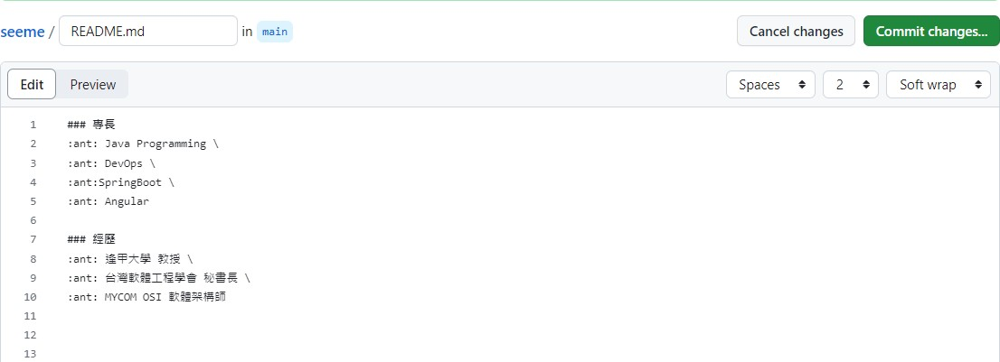 seeme / README.md in main Cancel changes Commit changes...
Edit Preview Spaces 2 Soft wrap
1 ### 專長
2 :ant: Java Programming \
3 :ant: DevOps \
4 :ant:SpringBoot \
5 :ant: Angular
6
7 ### 經歷
8 :ant: 逢甲大學 教授 \
9 :ant: 台灣軟體工程學會 秘書長 \
10 :ant: MYCOM OSI 軟體架構師
11
12
13